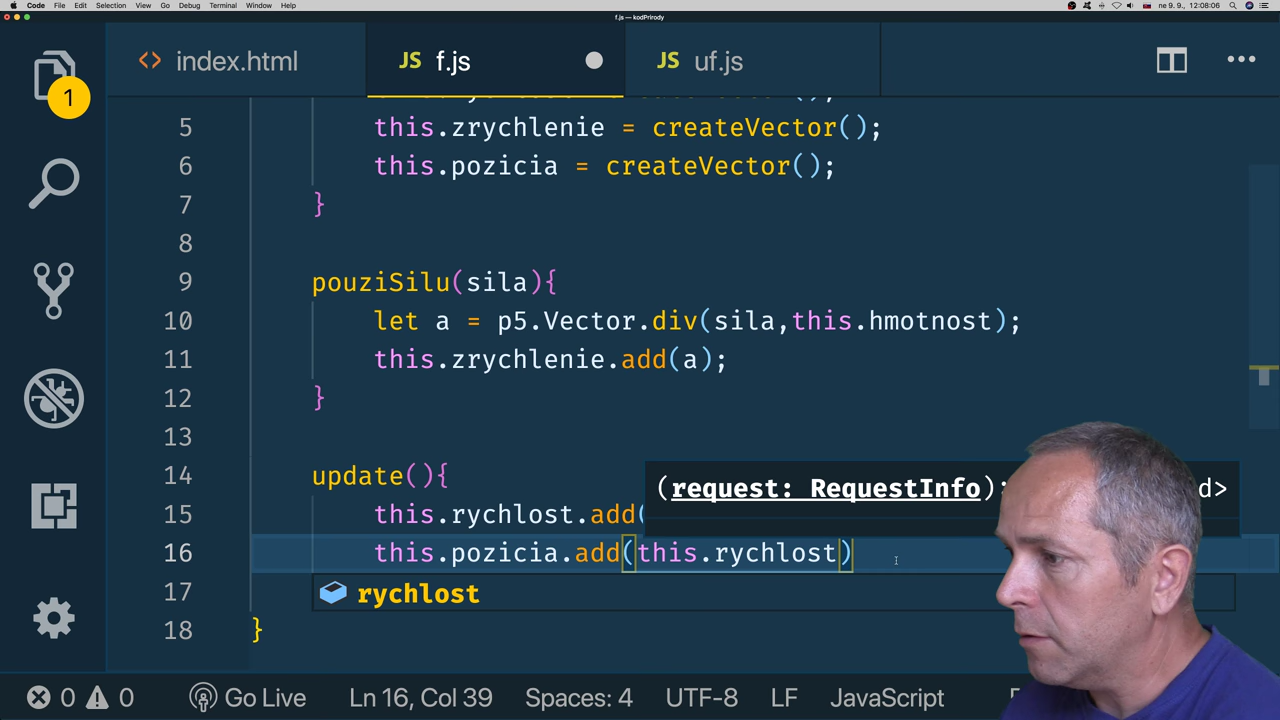 Code File Edit Selection View Go Debug Terminal Window Help ne 9. 9., 12:08:06
f.js — kodPrirody
index.html JS f.js JS uf.js
1
5 this.zrychlenie = createVector();
6 this.pozicia = createVector();
7 }
8
9 pouziSilu(sila){
10 let a = p5.Vector.div(sila,this.hmotnost);
11 this.zrychlenie.add(a);
12 }
13
14 update(){
(request: RequestInfo): d>
15 this.rychlost.add(
16 this.pozicia.add(this.rychlost)
17 rychlost
18 }
0 0 Go Live Ln 16, Col 39 Spaces: 4 UTF-8 LF JavaScript